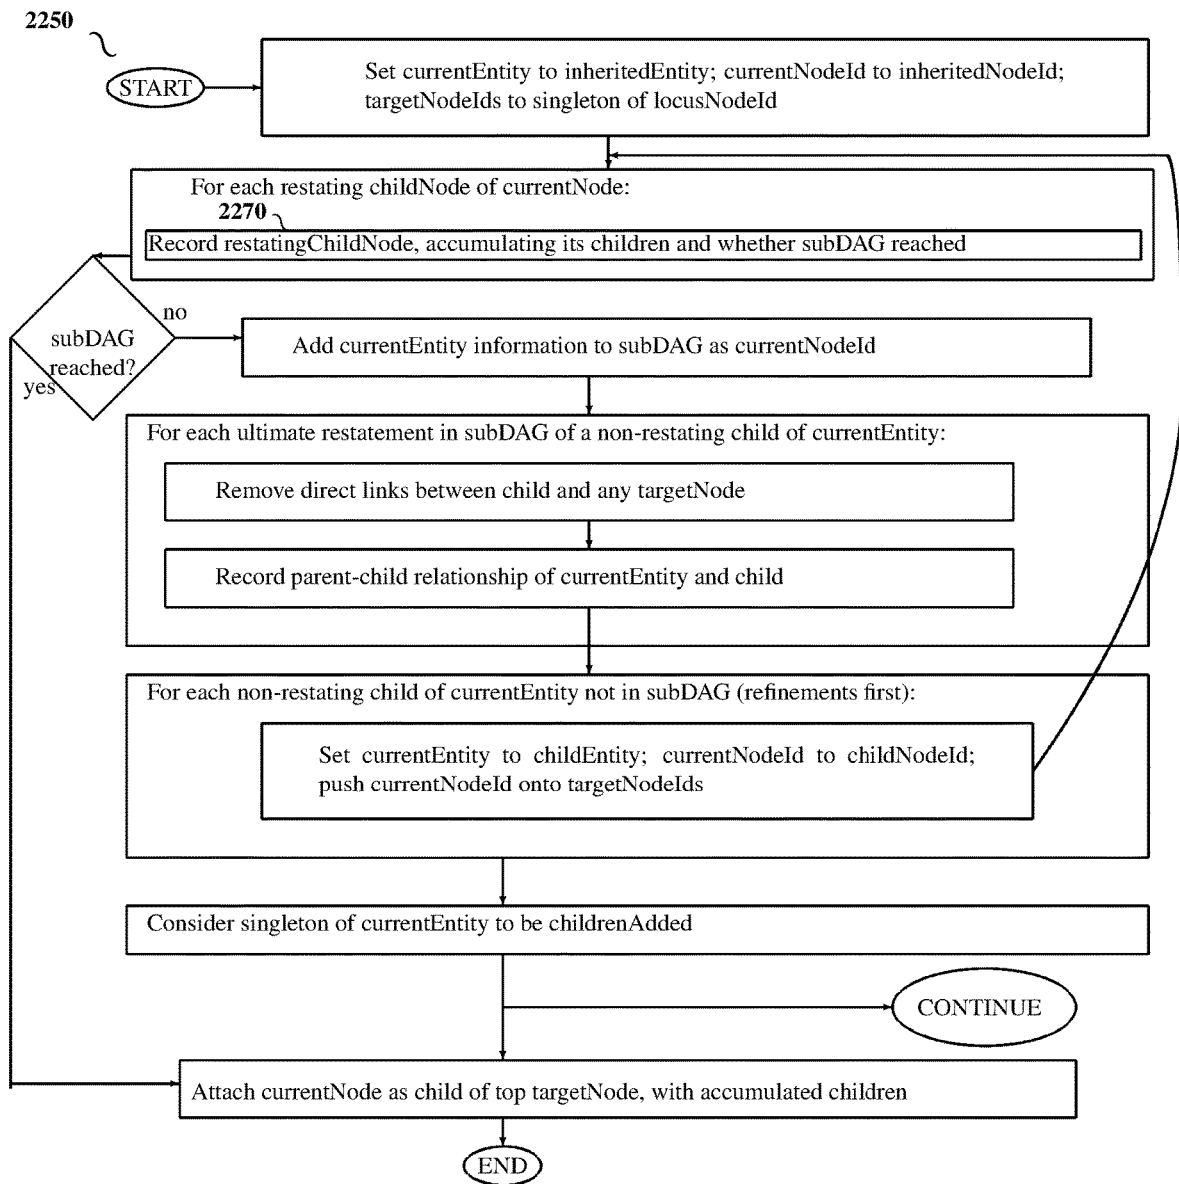 2250
START
Set currentEntity to inheritedEntity; currentNodeId to inheritedNodeId;
targetNodeIds to singleton of locusNodeId
For each restating childNode of currentNode:
2270
Record restatingChildNode, accumulating its children and whether subDAG reached
no
subDAG
reached?
yes
Add currentEntity information to subDAG as currentNodeId
For each ultimate restatement in subDAG of a non-restating child of currentEntity:
Remove direct links between child and any targetNode
Record parent-child relationship of currentEntity and child
For each non-restating child of currentEntity not in subDAG (refinements first):
Set currentEntity to childEntity; currentNodeId to childNodeId;
push currentNodeId onto targetNodeIds
Consider singleton of currentEntity to be childrenAdded
CONTINUE
Attach currentNode as child of top targetNode, with accumulated children
END